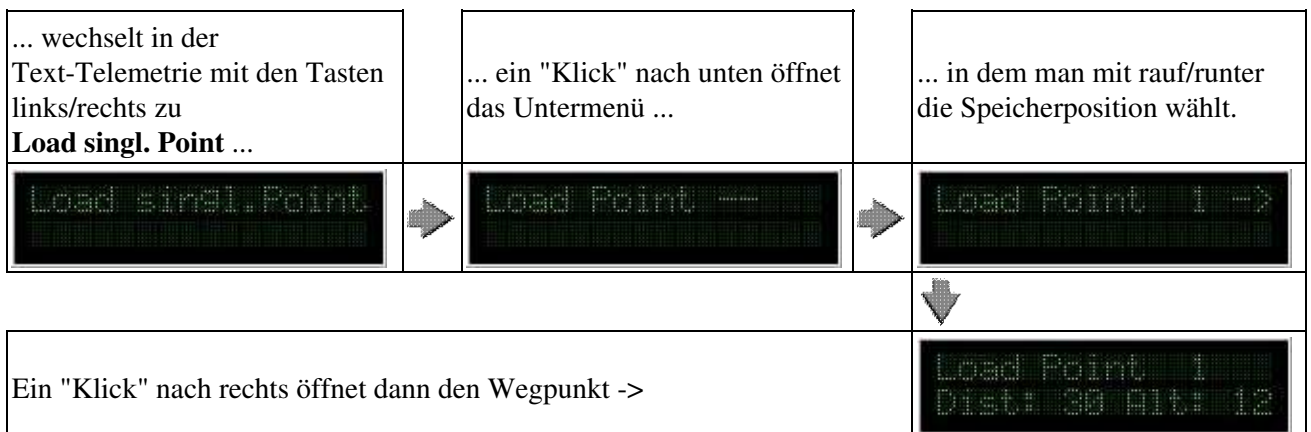 ... wechselt in der
Text-Telemetrie mit den Tasten
links/rechts zu
Load singl. Point ...
... ein "Klick" nach unten öffnet
das Untermenü ...
... in dem man mit rauf/runter
die Speicherposition wählt.
Load singl.Point
Load Point --
Load Point 1 ->
Ein "Klick" nach rechts öffnet dann den Wegpunkt ->
Load Point 1
Dist: 30 Alt: 12